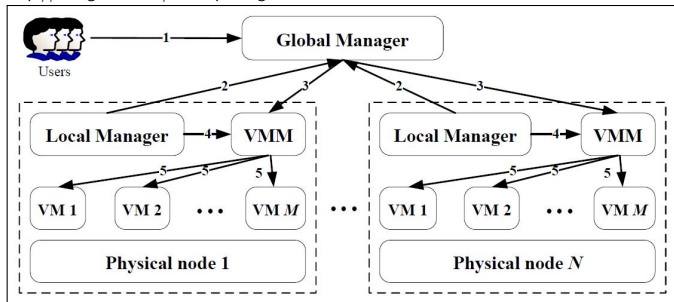 Global Manager
1
Users
2 3 2 3
Local Manager 4 VMM Local Manager 4 VMM
5 5 5 5 5 5
VM 1 VM 2 ••• VM M ••• VM 1 VM 2 ••• VM M
Physical node 1 Physical node N